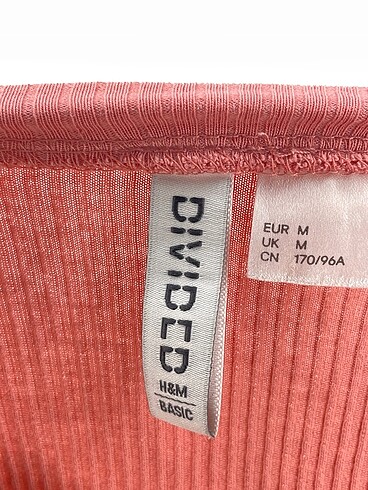 DIVIDED
H&M
BASIC
EUR M
UK M
CN 170/96A